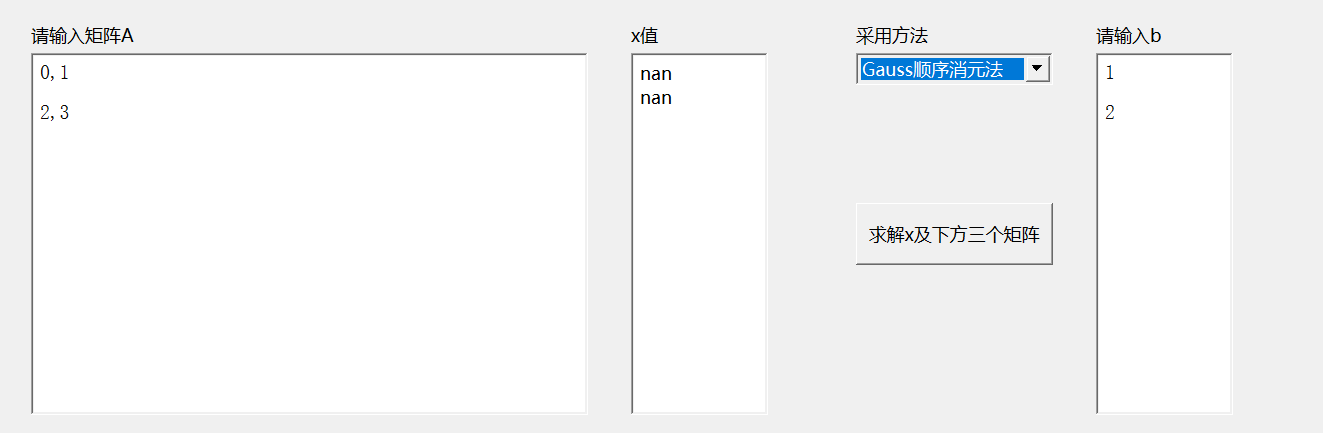 请输入矩阵A
0,1
2,3
x值
nan
nan
采用方法
Gauss顺序消元法
求解x及下方三个矩阵
请输入b
1
2